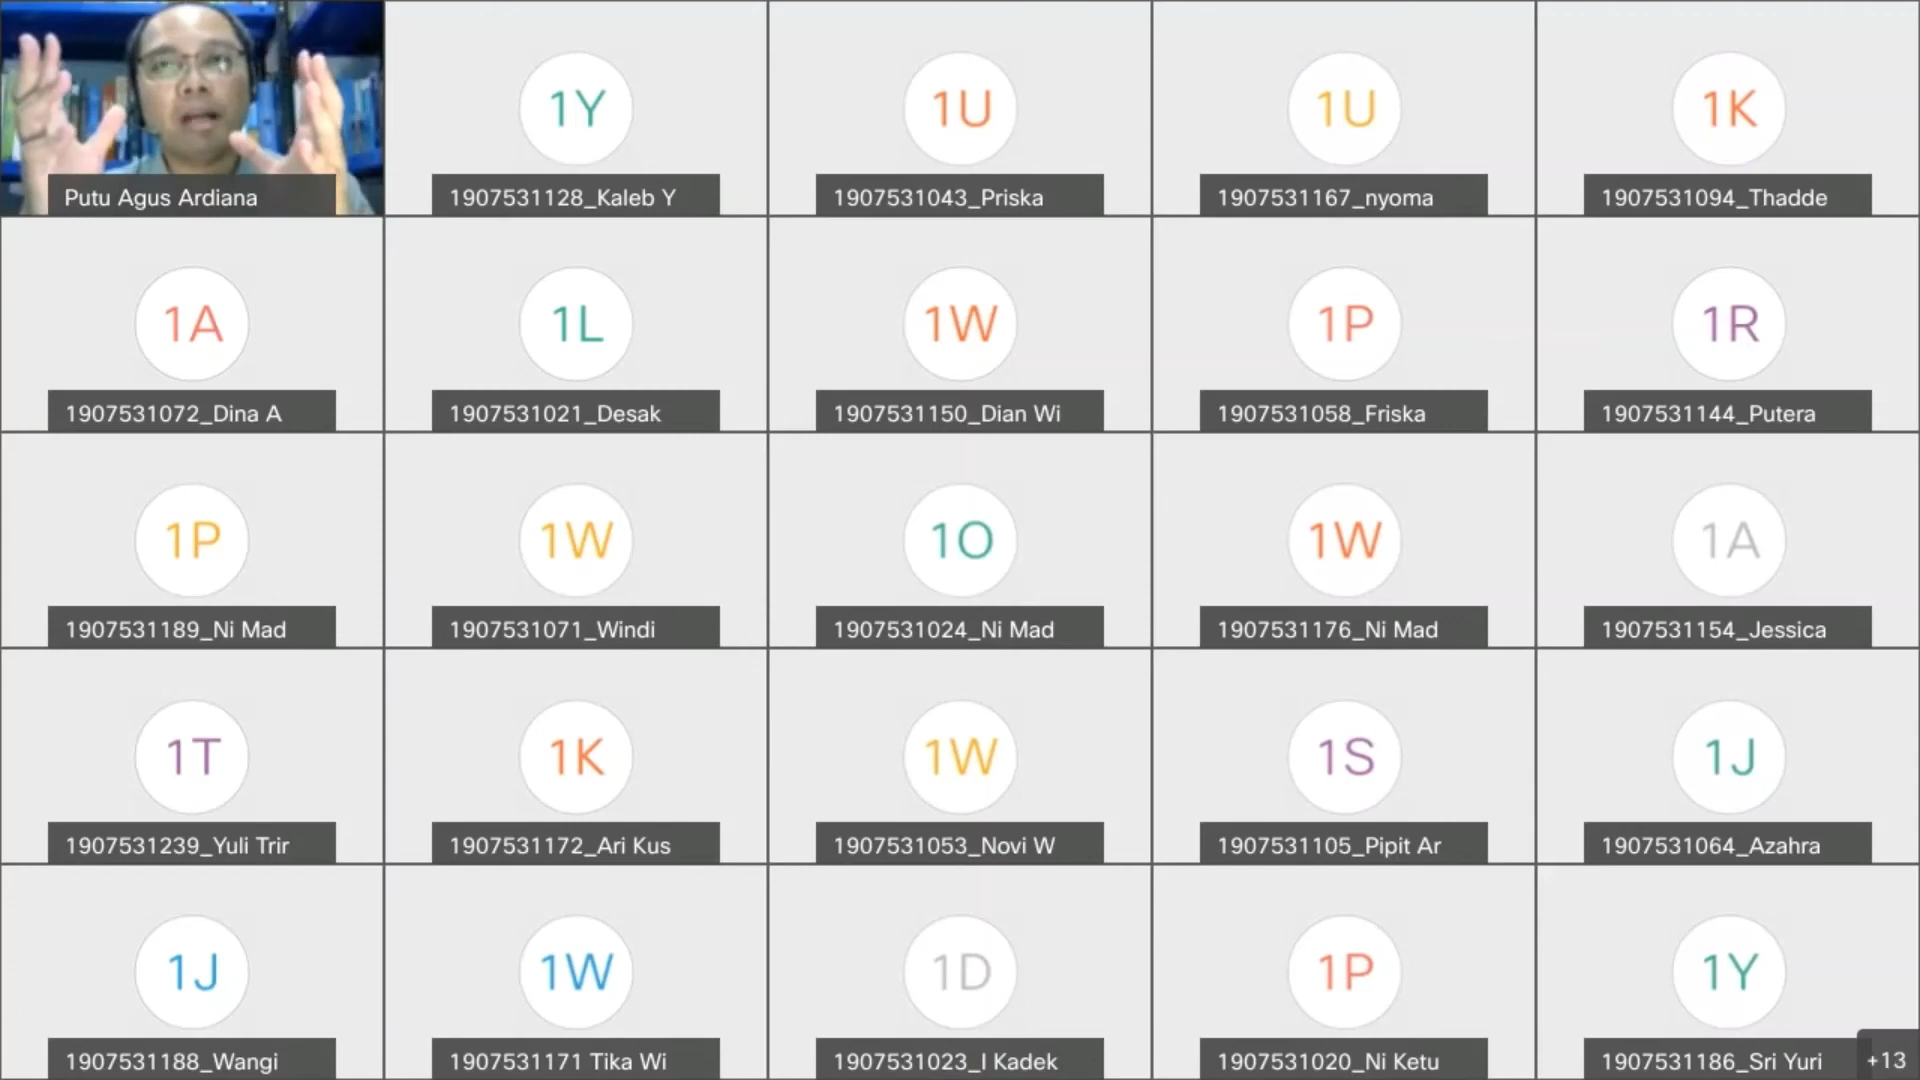 Putu Agus Ardiana
1Y
1907531128_Kaleb Y
1U
1907531043_Priska
1U
1907531167_nyoma
1K
1907531094_Thadde
1A
1907531072_Dina A
1L
1907531021_Desak
1W
1907531150_Dian Wi
1P
1907531058_Friska
1R
1907531144_Putera
1P
1907531189_Ni Mad
1W
1907531071_Windi
1O
1907531024_Ni Mad
1W
1907531176_Ni Mad
1A
1907531154_Jessica
1T
1907531239_Yuli Trir
1K
1907531172_Ari Kus
1W
1907531053_Novi W
1S
1907531105_Pipit Ar
1J
1907531064_Azahra
1J
1907531188_Wangi
1W
1907531171 Tika Wi
1D
1907531023_I Kadek
1P
1907531020_Ni Ketu
1Y
1907531186_Sri Yuri
+13